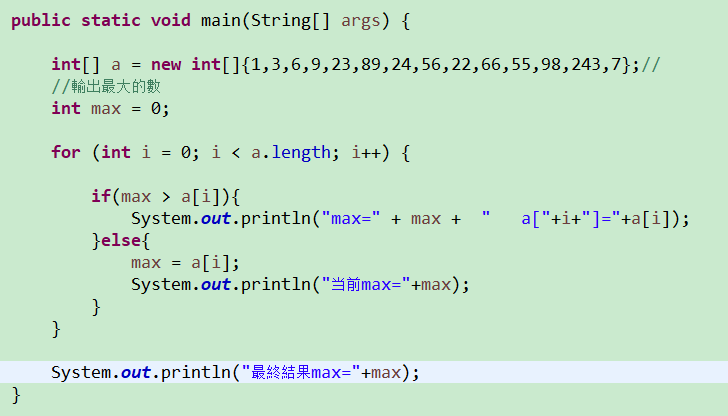 public static void main(String[] args) {
int[] a = new int[]{1,3,6,9,23,89,24,56,22,66,55,98,243,7};//
//輸出最大的數
int max = 0;
for (int i = 0; i < a.length; i++) {
if(max > a[i]){
System.out.println("max=" + max +  "   a["+i+"]="+a[i]);
}else{
max = a[i];
System.out.println("当前max="+max);
}
}
System.out.println("最終結果max="+max);
}